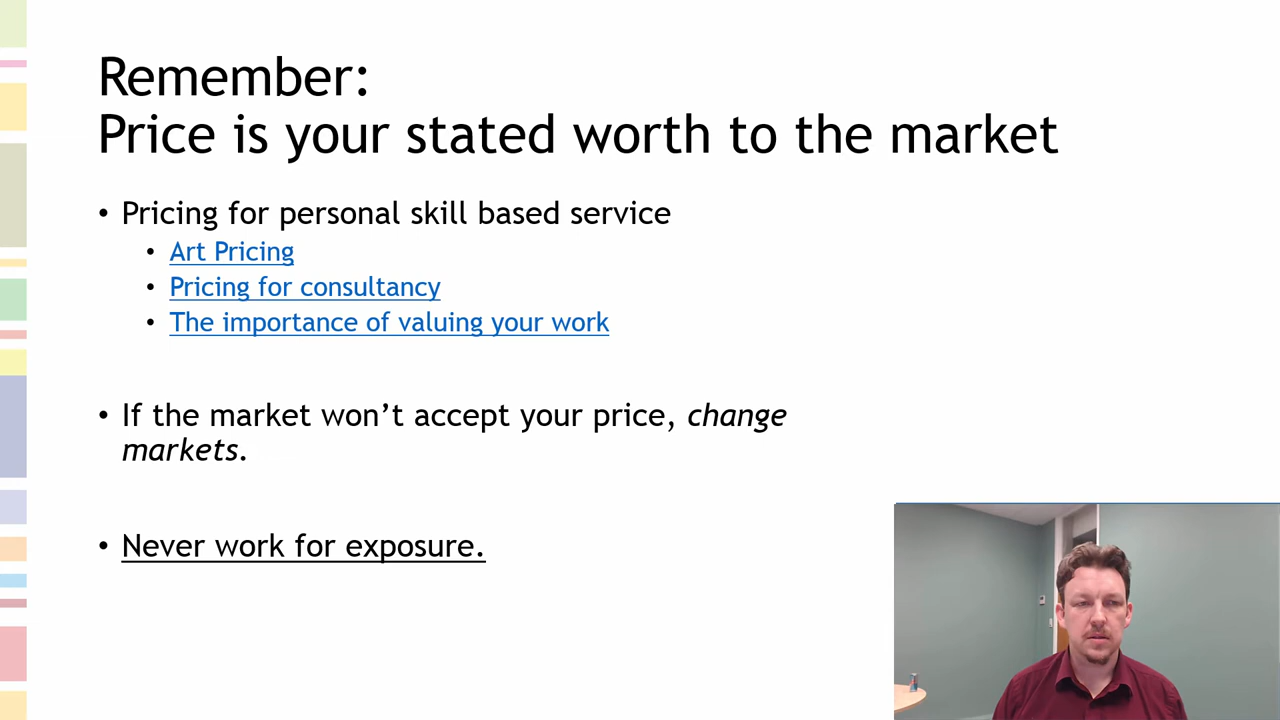 Remember:
Price is your stated worth to the market
• Pricing for personal skill based service
• Art Pricing
• Pricing for consultancy
• The importance of valuing your work
• If the market won’t accept your price, change
markets.
• Never work for exposure.